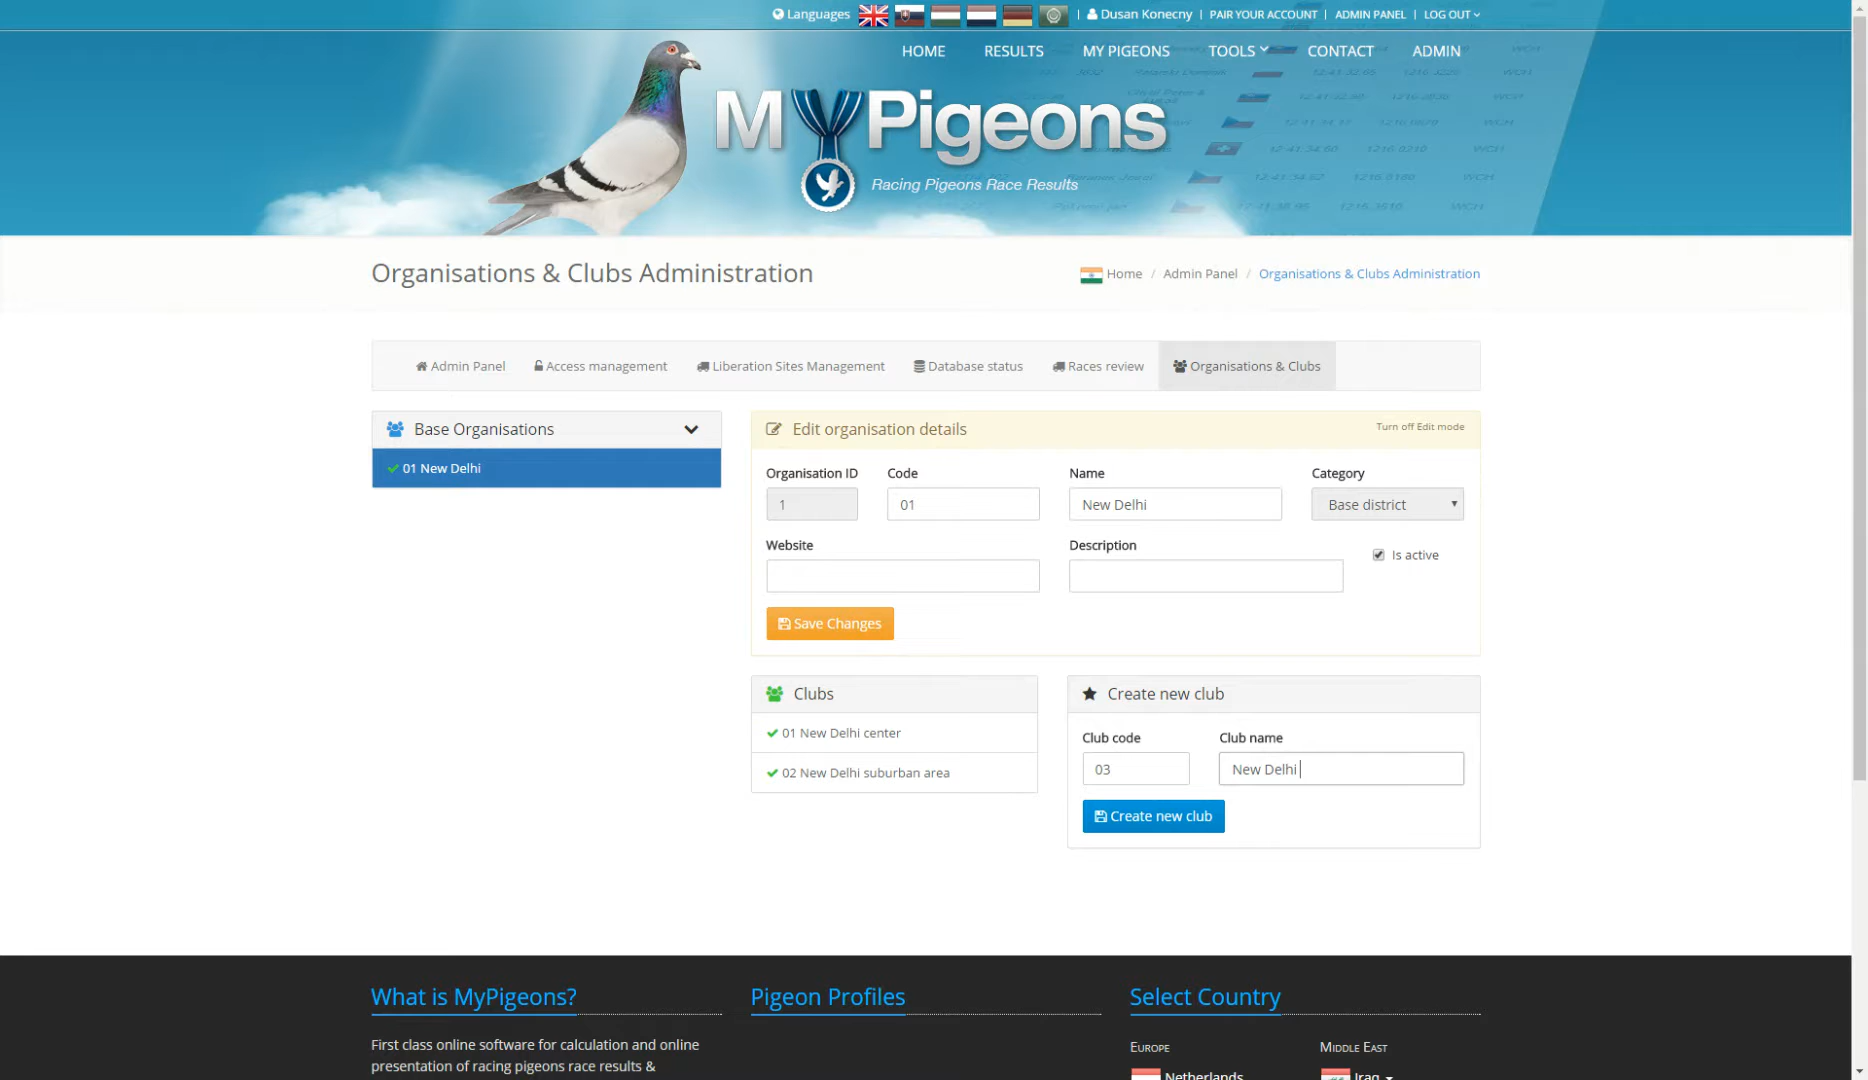 Languages | Dusan Konecny | PAIR YOUR ACCOUNT | ADMIN PANEL | LOG OUT
HOME RESULTS MY PIGEONS TOOLS CONTACT ADMIN
MYPigeons
Racing Pigeons Race Results
Organisations & Clubs Administration
Home / Admin Panel / Organisations & Clubs Administration
Admin Panel Access management Liberation Sites Management Database status Races review Organisations & Clubs
Base Organisations
01 New Delhi
Edit organisation details
Turn off Edit mode
Organisation ID Code Name Category
1 01 New Delhi Base district
Website Description
Is active
Save Changes
Clubs
01 New Delhi center
02 New Delhi suburban area
Create new club
Club code Club name
03 New Delhi
Create new club
What is MyPigeons?
First class online software for calculation and online
presentation of racing pigeons race results &
Pigeon Profiles
Select Country
EUROPE MIDDLE EAST
Netherlands Iraq